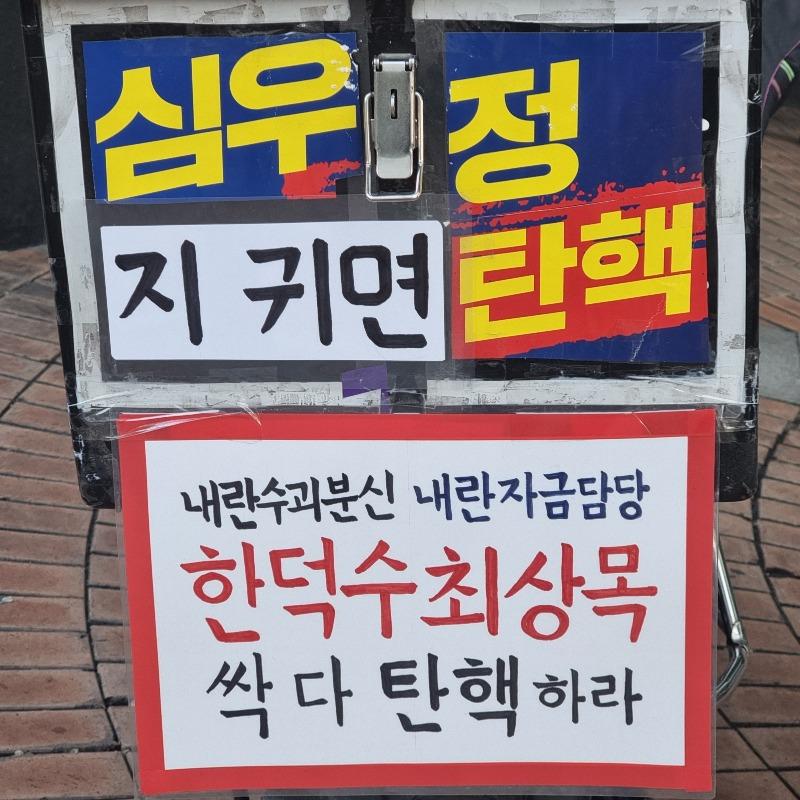 심우정
지귀면 탄핵
내란수괴분신 내란자금담당
한덕수최상목
싹 다 탄핵하라